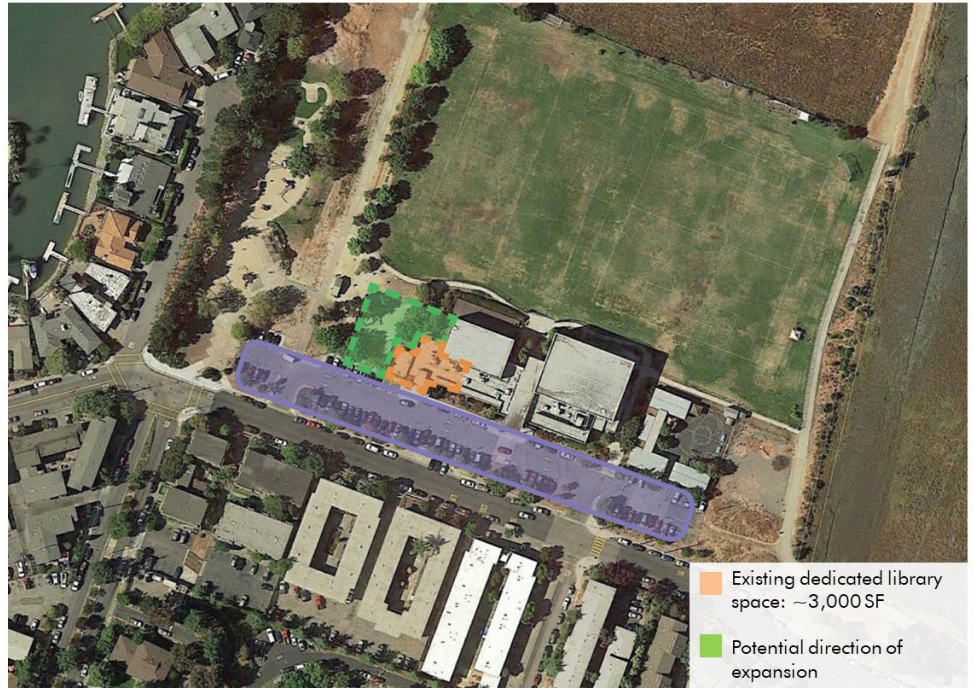 Existing dedicated library
space: ~3,000 SF
Potential direction of
expansion